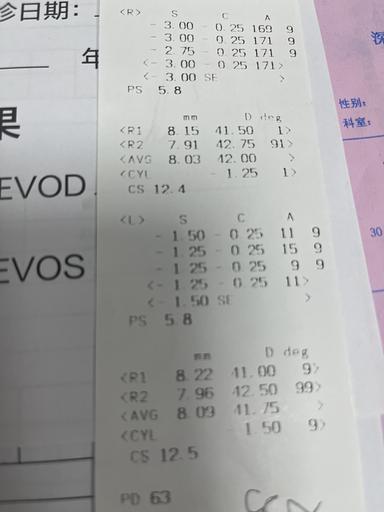 诊日期:
年
果
EVOD
EVOS
<R> S C A
- 3.00 - 0.25 169 9
- 3.00 - 0.25 171 9
- 2.75 - 0.25 171 9
<- 3.00 - 0.25 171>
<- 3.00 SE >
PS 5.8
mm D deg
<R1 8.15 41.50 1>
<R2 7.91 42.75 91>
<AVG 8.03 42.00 >
<CYL - 1.25 1>
CS 12.4
<L> S C A
- 1.50 - 0.25 11 9
- 1.25 - 0.25 15 9
- 1.25 - 0.25 9 9
<- 1.25 - 0.25 11>
<- 1.50 SE >
PS 5.8
mm D deg
<R1 8.22 41.00 9>
<R2 7.96 42.50 99>
<AVG 8.09 41.75 >
<CYL - 1.50 9>
CS 12.5
PD 63
性别:
科室:
30